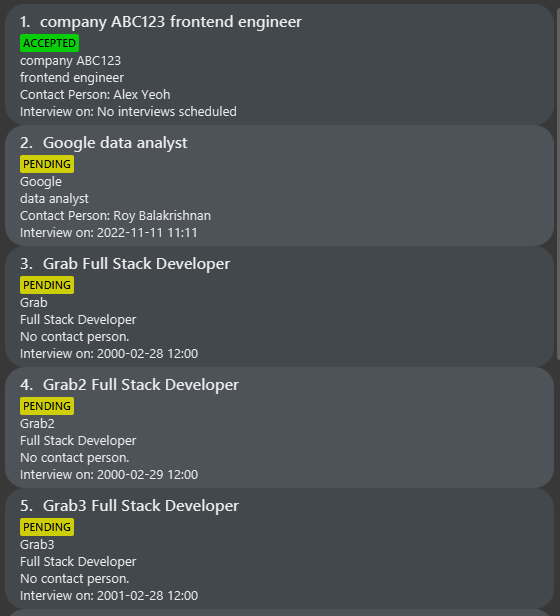 1. company ABC123 frontend engineer
ACCEPTED
company ABC123
frontend engineer
Contact Person: Alex Yeoh
Interview on: No interviews scheduled
2. Google data analyst
PENDING
Google
data analyst
Contact Person: Roy Balakrishnan
Interview on: 2022-11-11 11:11
3. Grab Full Stack Developer
PENDING
Grab
Full Stack Developer
No contact person.
Interview on: 2000-02-28 12:00
4. Grab2 Full Stack Developer
PENDING
Grab2
Full Stack Developer
No contact person.
Interview on: 2000-02-29 12:00
5. Grab3 Full Stack Developer
PENDING
Grab3
Full Stack Developer
No contact person.
Interview on: 2001-02-28 12:00